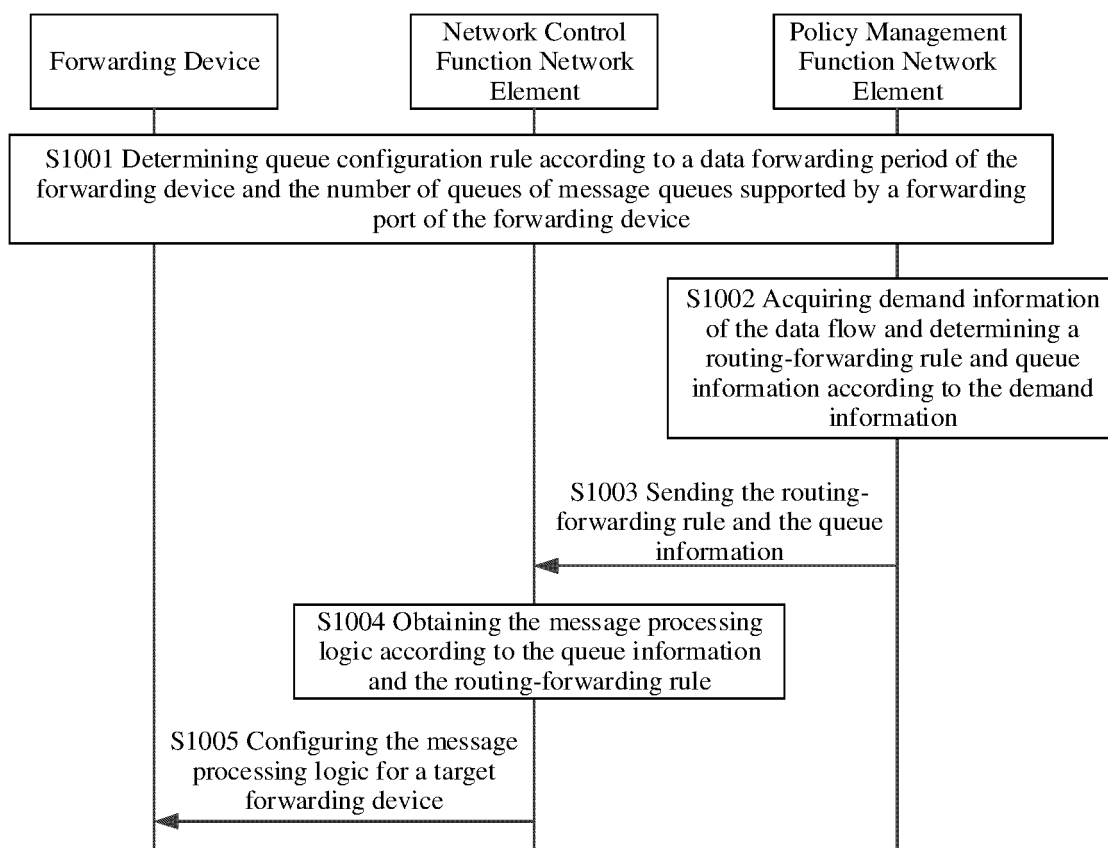 Forwarding Device
Network Control
Function Network
Element
Policy Management
Function Network
Element
S1001 Determining queue configuration rule according to a data forwarding period of the
forwarding device and the number of queues of message queues supported by a forwarding
port of the forwarding device
S1002 Acquiring demand information
of the data flow and determining a
routing-forwarding rule and queue
information according to the demand
information
S1003 Sending the routing-
forwarding rule and the queue
information
S1004 Obtaining the message processing
logic according to the queue information
and the routing-forwarding rule
S1005 Configuring the message
processing logic for a target
forwarding device